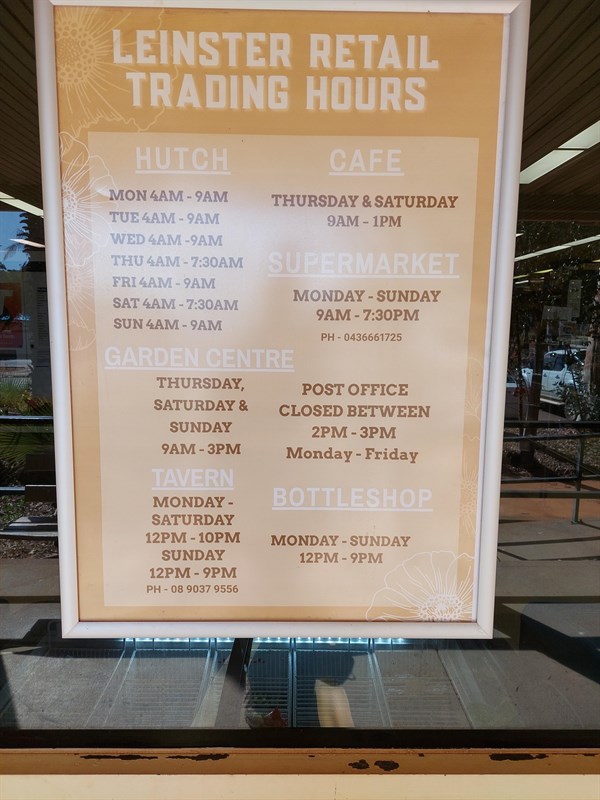 LEINSTER RETAIL
TRADING HOURS
HUTCH
MON 4AM - 9AM
TUE 4AM - 9AM
WED 4AM -9AM
THU 4AM - 7:30AM
FRI 4AM - 9AM
SAT 4AM - 7:30AM
SUN 4AM - 9AM
CAFE
THURSDAY & SATURDAY
9AM - 1PM
SUPERMARKET
MONDAY - SUNDAY
9AM - 7:30PM
PH - 0436661725
GARDEN CENTRE
THURSDAY,
SATURDAY &
SUNDAY
9AM - 3PM
POST OFFICE
CLOSED BETWEEN
2PM - 3PM
Monday - Friday
TAVERN
MONDAY -
SATURDAY
12PM - 10PM
SUNDAY
12PM - 9PM
PH - 08 9037 9556
BOTTLESHOP
MONDAY - SUNDAY
12PM - 9PM